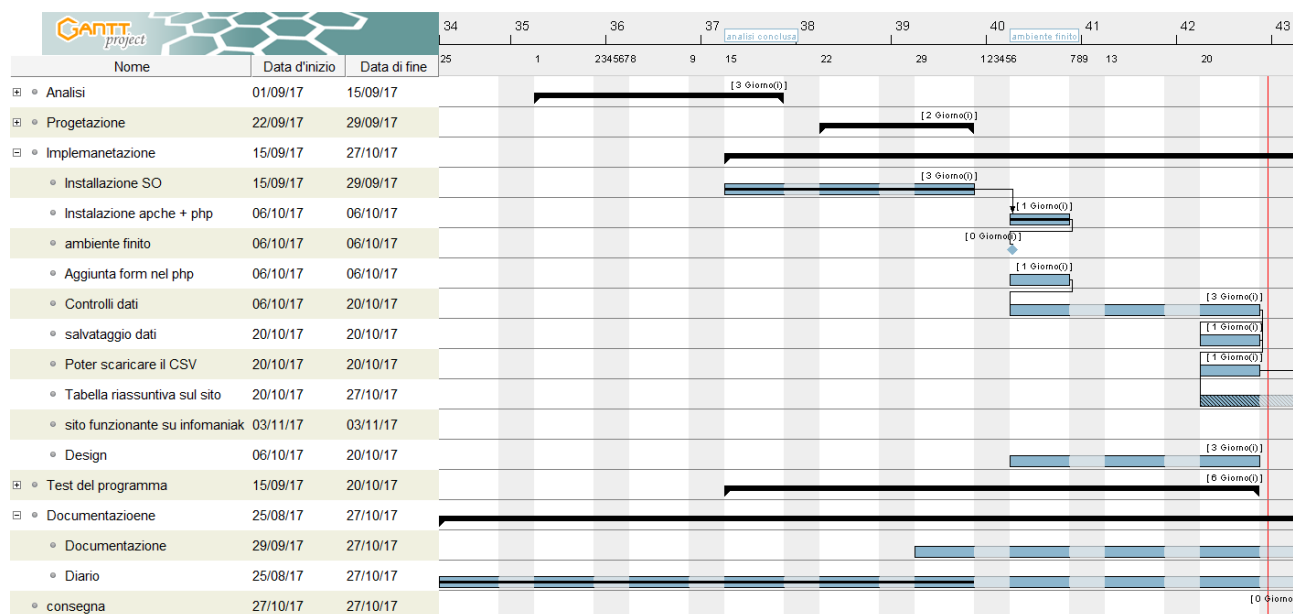 GANTT project
34 35 36 37 38 39 40 41 42 43
analisi conclusa ambiente finito
Nome Data d'inizio Data di fine
25 1 2345678 9 15 22 29 123456 789 13 20
Analisi 01/09/17 15/09/17 [3 Giorno(i)]
Progetazione 22/09/17 29/09/17 [2 Giorno(i)]
Implemanetazione 15/09/17 27/10/17
Installazione SO 15/09/17 29/09/17 [3 Giorno(i)]
Instalazione apche + php 06/10/17 06/10/17 [1 Giorno(i)]
ambiente finito 06/10/17 06/10/17 [0 Giorno(i)]
Aggiunta form nel php 06/10/17 06/10/17 [1 Giorno(i)]
Controlli dati 06/10/17 20/10/17 [3 Giorno(i)]
salvataggio dati 20/10/17 20/10/17 [1 Giorno(i)]
Poter scaricare il CSV 20/10/17 20/10/17 [1 Giorno(i)]
Tabella riassuntiva sul sito 20/10/17 27/10/17
sito funzionante su infomaniak 03/11/17 03/11/17
Design 06/10/17 20/10/17 [3 Giorno(i)]
Test del programma 15/09/17 20/10/17 [6 Giorno(i)]
Documentazioene 25/08/17 27/10/17
Documentazione 29/09/17 27/10/17
Diario 25/08/17 27/10/17
consegna 27/10/17 27/10/17 [0 Giorno